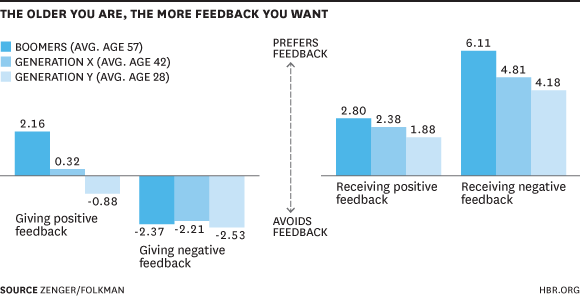 THE OLDER YOU ARE, THE MORE FEEDBACK YOU WANT
BOOMERS (AVG. AGE 57)
GENERATION X (AVG. AGE 42)
GENERATION Y (AVG. AGE 28)
PREFERS
FEEDBACK
AVOIDS
FEEDBACK
2.16
0.32
-0.88
Giving positive
feedback
-2.37
-2.21
-2.53
Giving negative
feedback
2.80
2.38
1.88
Receiving positive
feedback
6.11
4.81
4.18
Receiving negative
feedback
SOURCE ZENGER/FOLKMAN
HBR.ORG